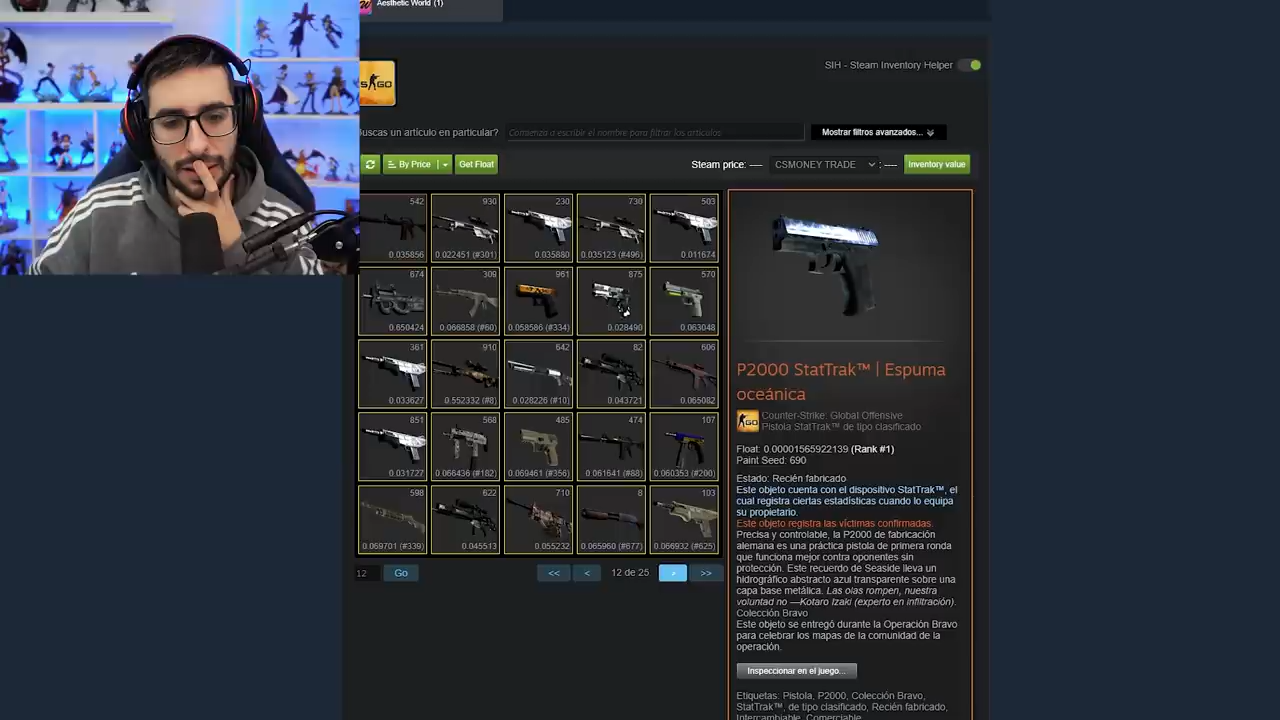 Aesthetic World (1)
SIH - Steam Inventory Helper
S GO
Buscas un artículo en particular?
Comienza a escribir el nombre para filtrar los artículos
Mostrar filtros avanzados...
By Price
Get Float
Steam price: ----
CSMONEY TRADE
: ----
Inventory value
542
930
230
730
503
0.035856
0.022451 (#301)
0.035880
0.035123 (#496)
0.011674
674
309
961
875
570
0.650424
0.066858 (#60)
0.058586 (#334)
0.028490
0.063048
361
910
642
82
606
0.033627
0.552332 (#8)
0.028226 (#10)
0.043721
0.065082
851
568
485
474
107
0.031727
0.066436 (#182)
0.069461 (#356)
0.061641 (#88)
0.060353 (#200)
598
622
710
8
103
0.069701 (#339)
0.045513
0.055232
0.065960 (#677)
0.066932 (#625)
12
Go
<<
<
12 de 25
>
>>
P2000 StatTrak™ | Espuma
oceánica
GO
Counter-Strike: Global Offensive
Pistola StatTrak™ de tipo clasificado
Float: 0.00001565922139 (Rank #1)
Paint Seed: 690
Estado: Recién fabricado
Este objeto cuenta con el dispositivo StatTrak™, el
cual registra ciertas estadísticas cuando lo equipa
su propietario.
Este objeto registra las víctimas confirmadas.
Precisa y controlable, la P2000 de fabricación
alemana es una práctica pistola de primera ronda
que funciona mejor contra oponentes sin
protección. Este recuerdo de Seaside lleva un
hidrográfico abstracto azul transparente sobre una
capa base metálica. Las olas rompen, nuestra
voluntad no —Kotaro Izaki (experto en infiltración).
Colección Bravo
Este objeto se entregó durante la Operación Bravo
para celebrar los mapas de la comunidad de la
operación.
Inspeccionar en el juego...
Etiquetas: Pistola, P2000, Colección Bravo,
StatTrak™, de tipo clasificado, Recién fabricado,
Intercambiable, Comerciable